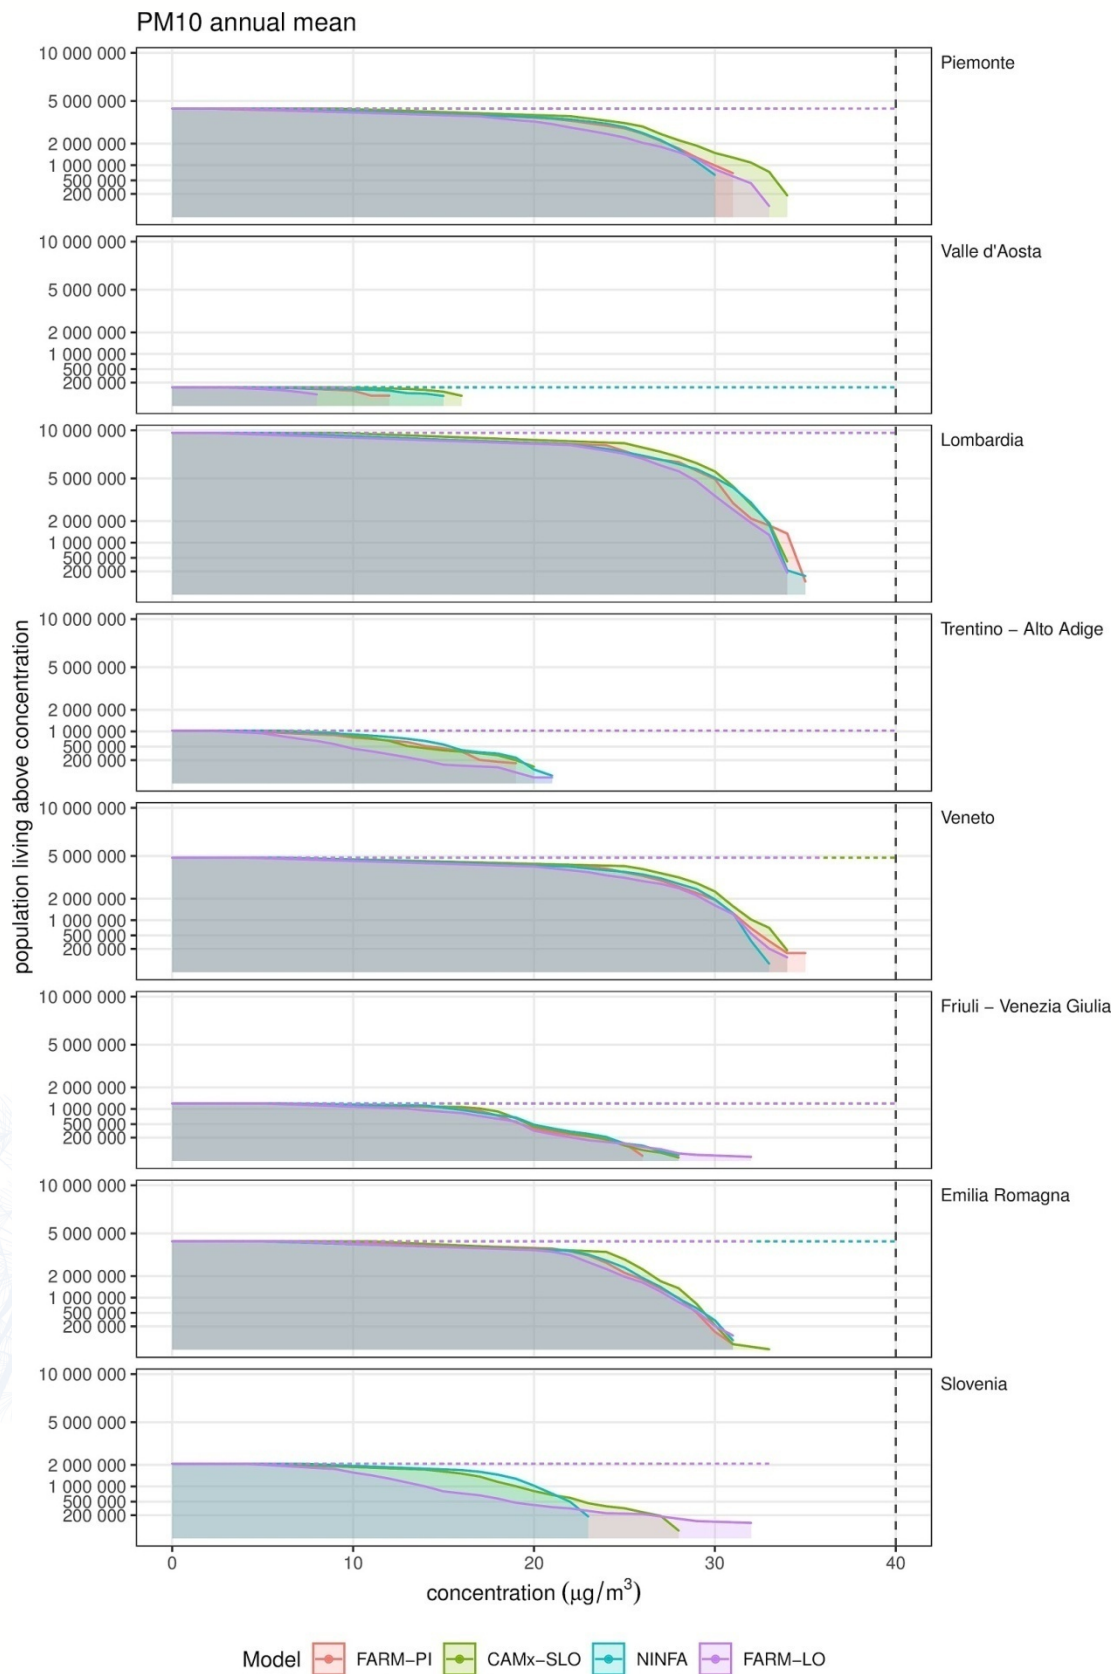 PM10 annual mean
10 000 000
5 000 000
2 000 000
1 000 000
500 000
200 000
Piemonte
10 000 000
5 000 000
2 000 000
1 000 000
500 000
200 000
Valle d'Aosta
10 000 000
5 000 000
2 000 000
1 000 000
500 000
200 000
Lombardia
10 000 000
5 000 000
2 000 000
1 000 000
500 000
200 000
Trentino – Alto Adige
10 000 000
5 000 000
2 000 000
1 000 000
500 000
200 000
Veneto
10 000 000
5 000 000
2 000 000
1 000 000
500 000
200 000
Friuli – Venezia Giulia
10 000 000
5 000 000
2 000 000
1 000 000
500 000
200 000
Emilia Romagna
10 000 000
5 000 000
2 000 000
1 000 000
500 000
200 000
Slovenia
population living above concentration
0 10 20 30 40
concentration (μg/m³)
Model FARM–PI CAMx–SLO NINFA FARM–LO